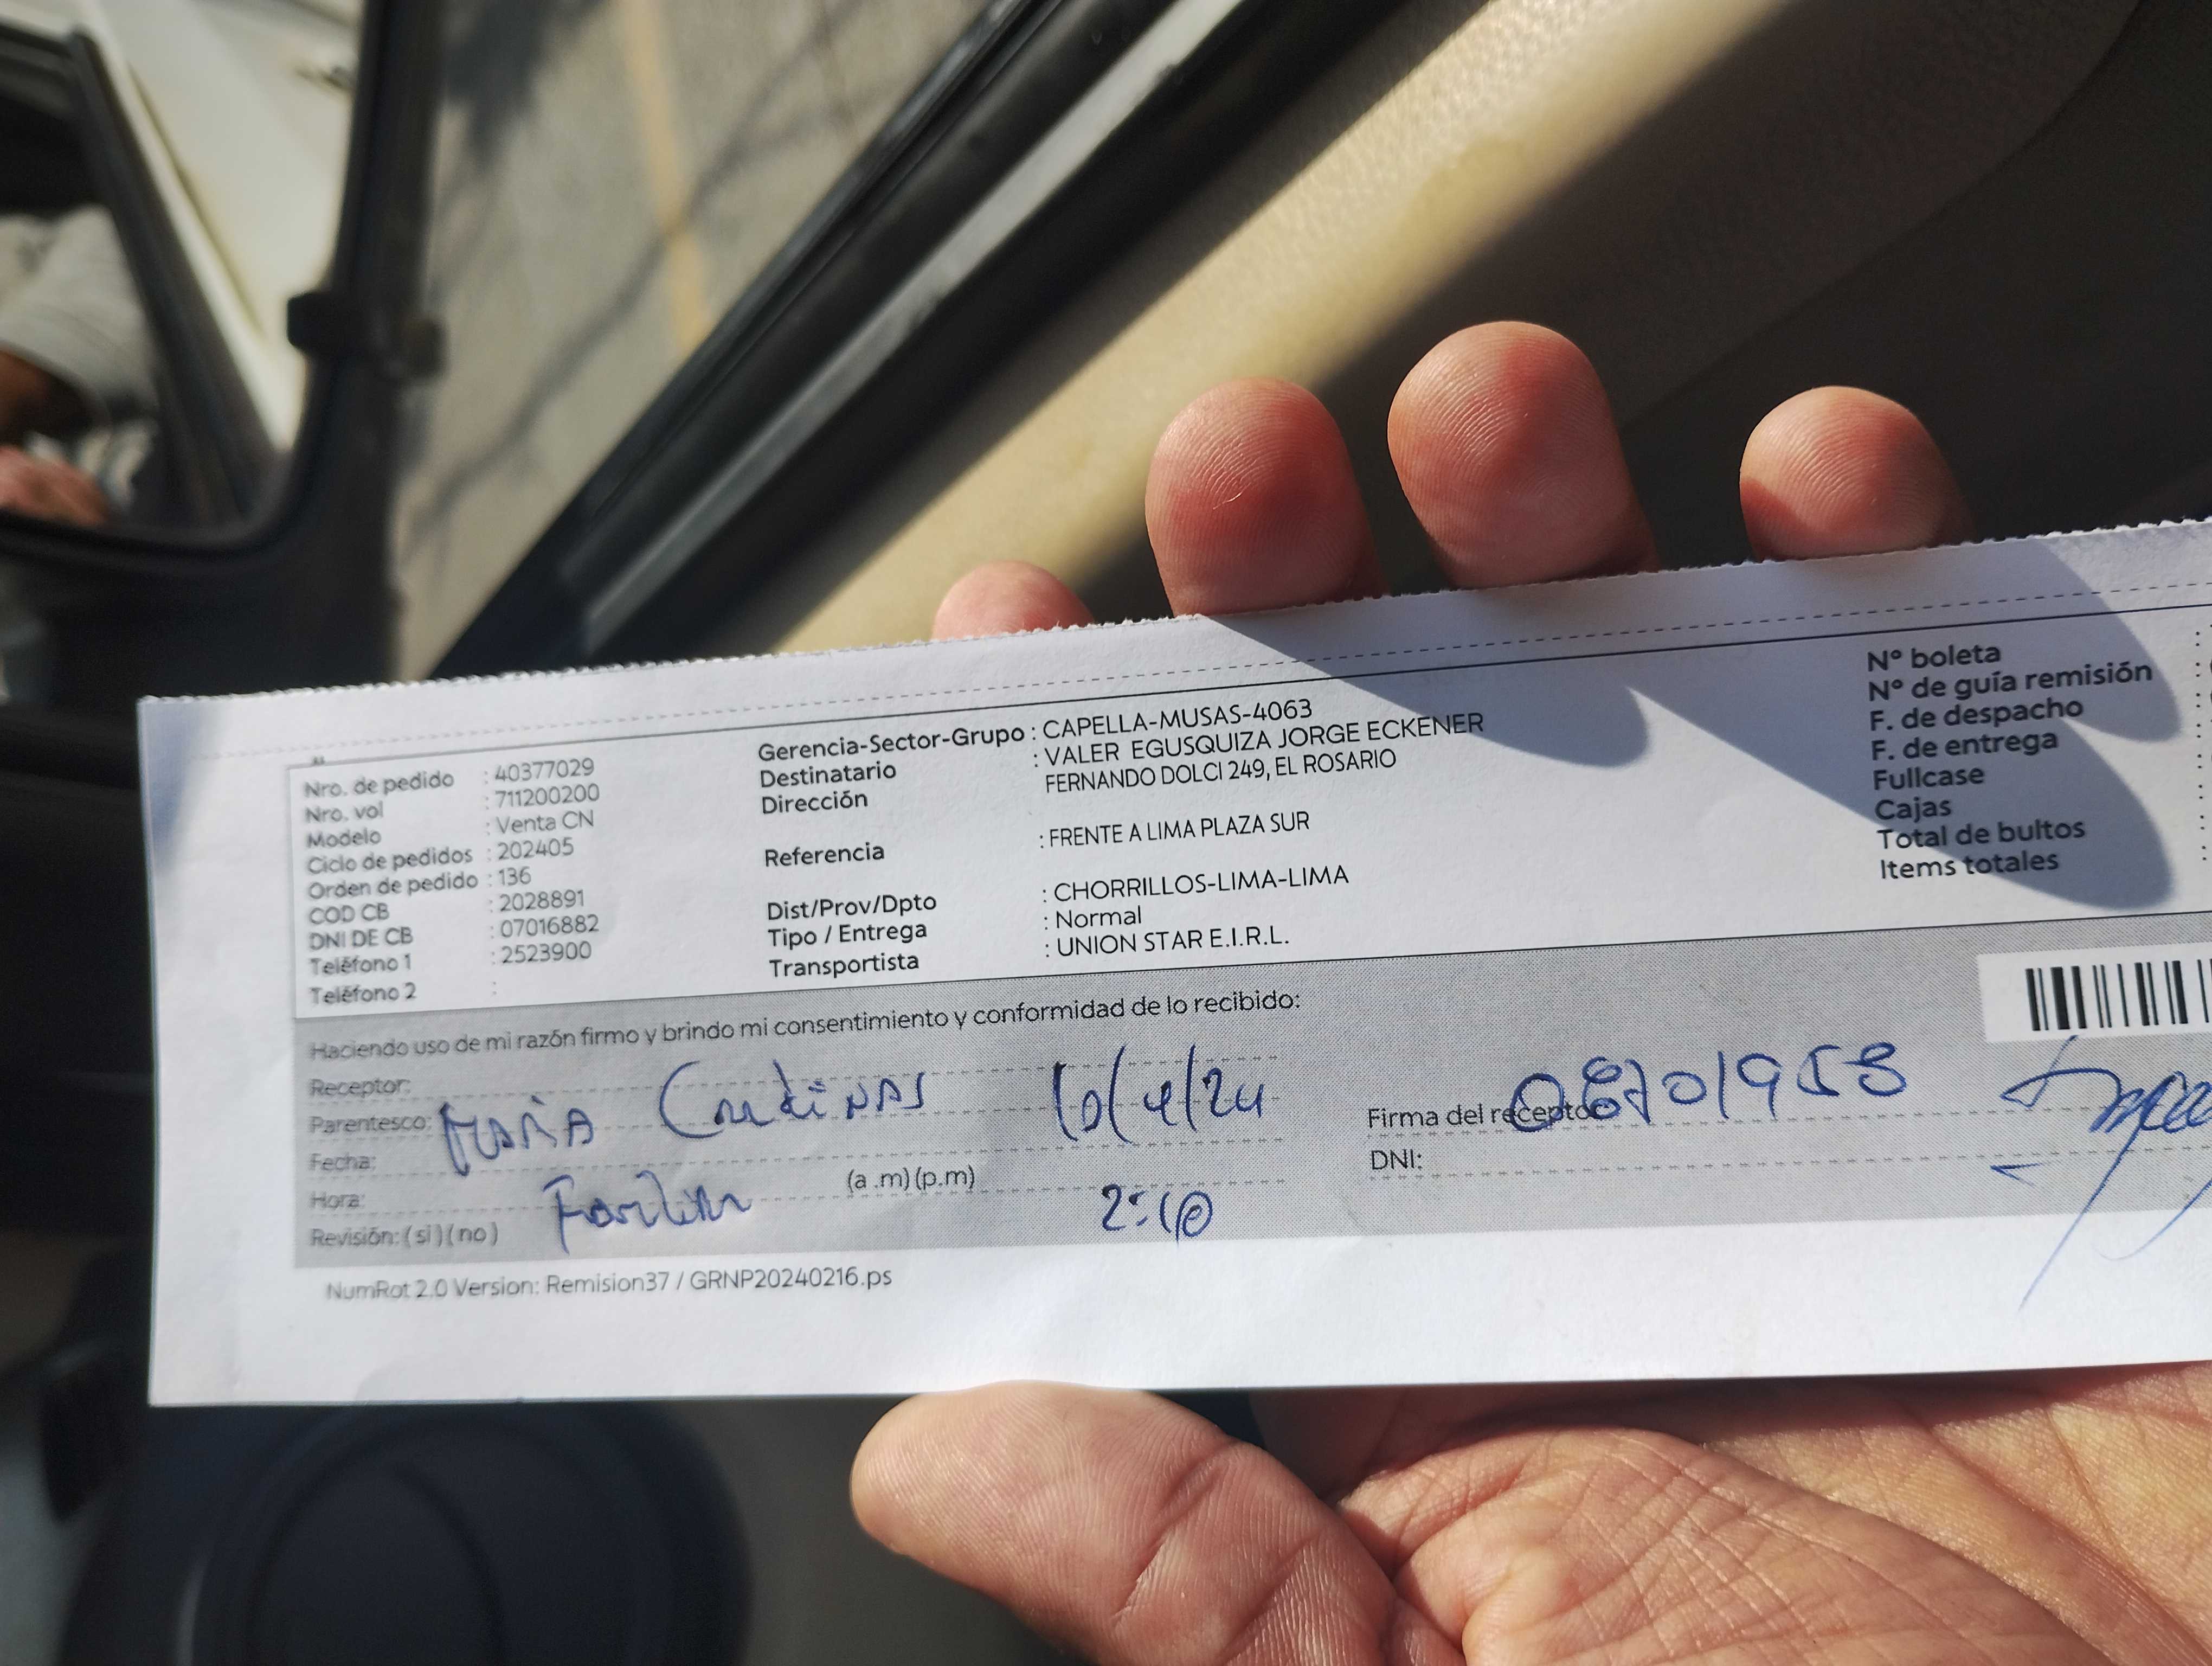 Nro. de pedido : 40377029
Nro. vol : 711200200
Modelo : Venta CN
Ciclo de pedidos : 202405
Orden de pedido : 136
COD CB : 2028891
DNI DE CB : 07016882
Teléfono 1 : 2523900
Teléfono 2 :
Gerencia-Sector-Grupo : CAPELLA-MUSAS-4063
Destinatario : VALER EGUSQUIZA JORGE ECKENER
Dirección FERNANDO DOLCI 249, EL ROSARIO
Referencia : FRENTE A LIMA PLAZA SUR
Dist/Prov/Dpto : CHORRILLOS-LIMA-LIMA
Tipo / Entrega : Normal
Transportista : UNION STAR E.I.R.L.
N° boleta :
N° de guía remisión :
F. de despacho :
F. de entrega :
Fullcase :
Cajas :
Total de bultos :
Items totales :
Haciendo uso de mi razón firmo y brindo mi consentimiento y conformidad de lo recibido:
Receptor:
Parentesco: MARIA 10/4/24
Fecha:
Hora: (a .m)(p.m) 2:10
Revisión: (si)(no)
Firma del receptor 08701958
DNI:
NumRot 2.0 Version: Remision37 / GRNP20240216.ps